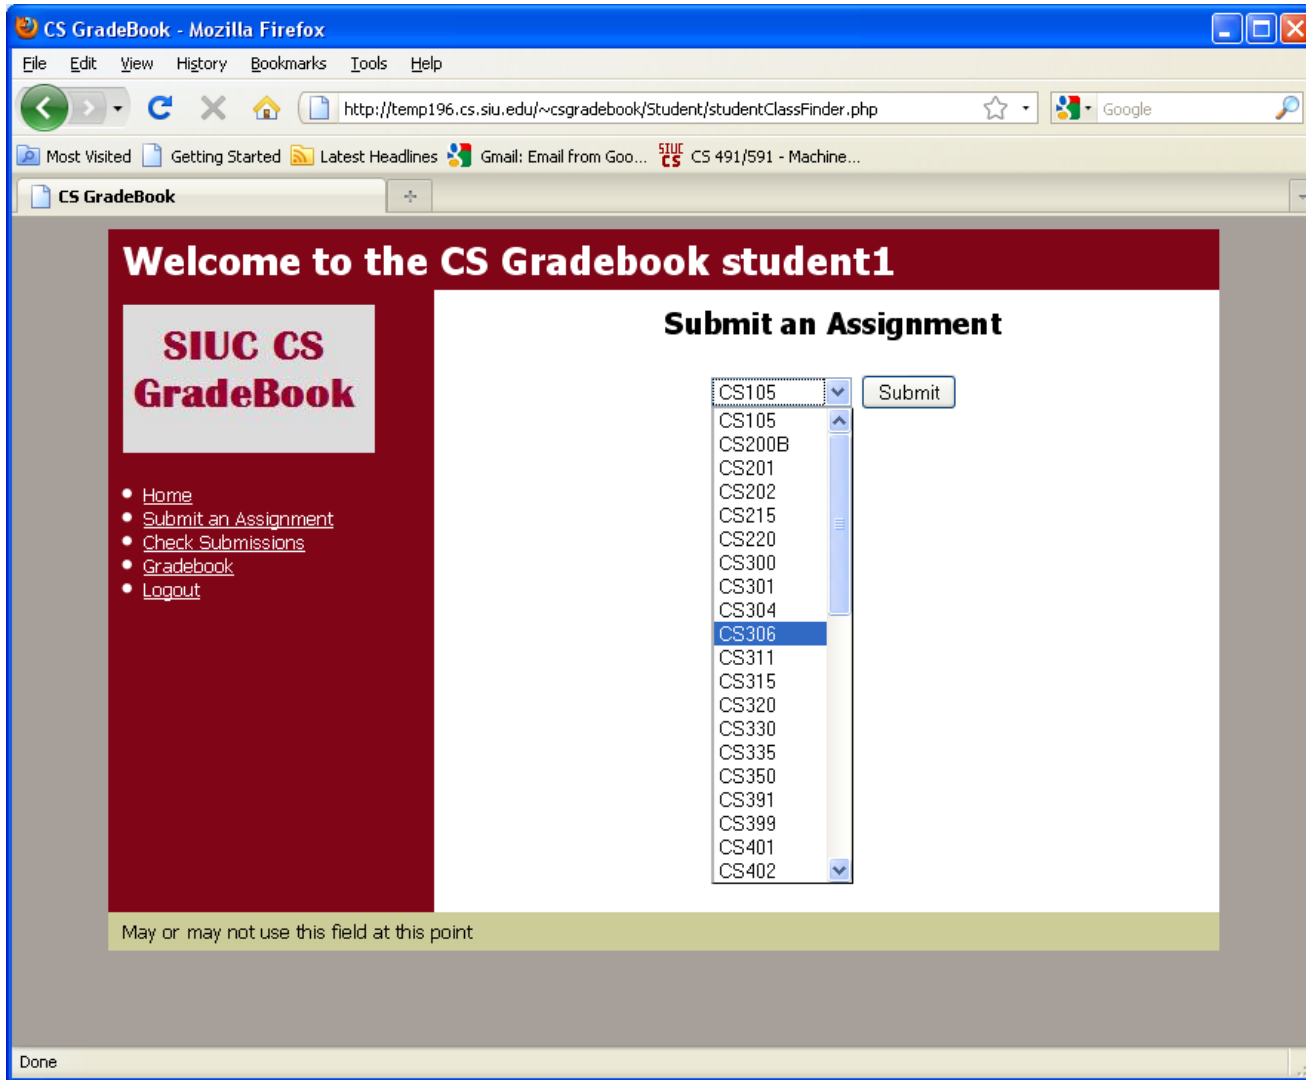 CS GradeBook - Mozilla Firefox
File Edit View History Bookmarks Tools Help
http://temp196.cs.siu.edu/~csgradebook/Student/studentClassFinder.php Google
Most Visited Getting Started Latest Headlines Gmail: Email from Goo... SIUC CS CS 491/591 - Machine...
CS GradeBook
Welcome to the CS Gradebook student1
SIUC CS
GradeBook
Home
Submit an Assignment
Check Submissions
Gradebook
Logout
Submit an Assignment
CS105 Submit
CS105
CS200B
CS201
CS202
CS215
CS220
CS300
CS301
CS304
CS306
CS311
CS315
CS320
CS330
CS335
CS350
CS391
CS399
CS401
CS402
May or may not use this field at this point
Done